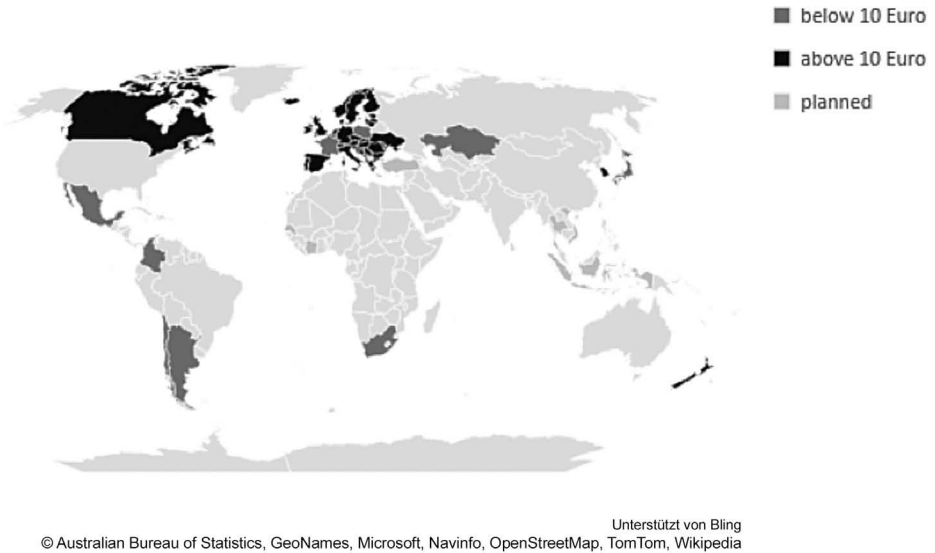 below 10 Euro
above 10 Euro
planned
Unterstützt von Bling
© Australian Bureau of Statistics, GeoNames, Microsoft, Navinfo, OpenStreetMap, TomTom, Wikipedia